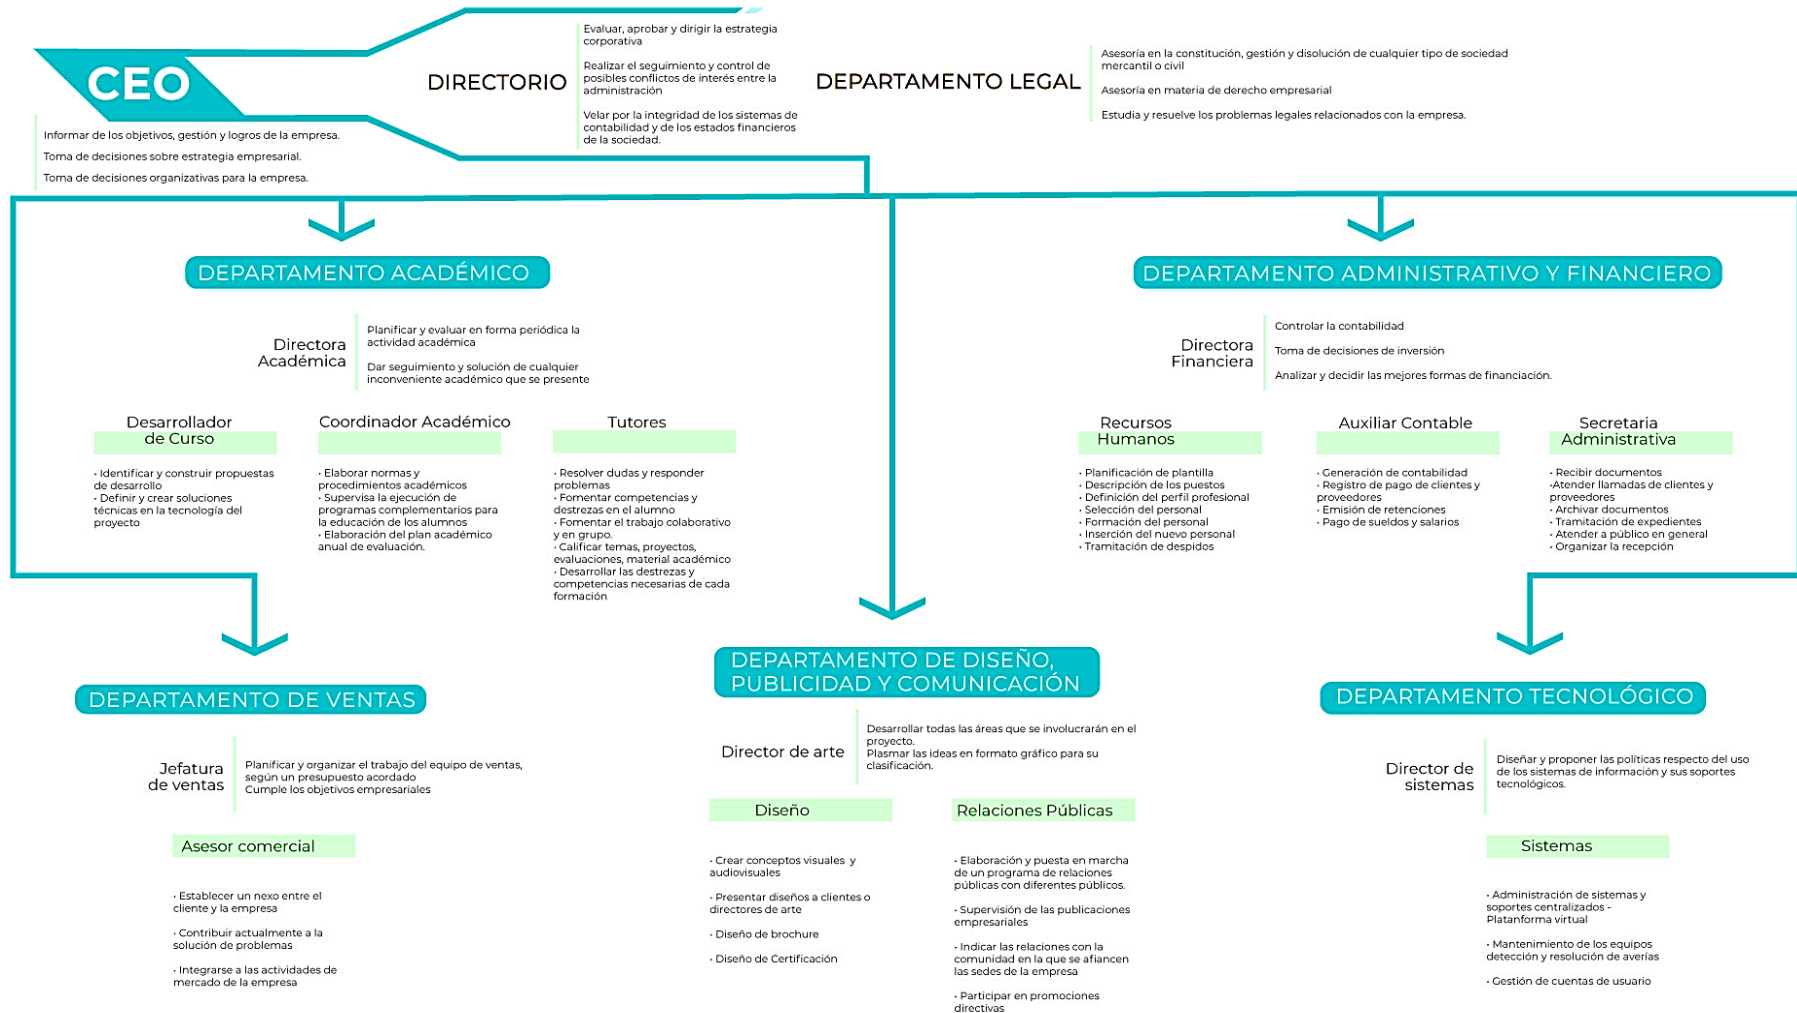 CEO
Informar de los objetivos, gestión y logros de la empresa.
Toma de decisiones sobre estrategia empresarial.
Toma de decisiones organizativas para la empresa.
DIRECTORIO
Evaluar, aprobar y dirigir la estrategia
corporativa
Realizar el seguimiento y control de
posibles conflictos de interés entre la
administración
Velar por la integridad de los sistemas de
contabilidad y de los estados financieros
de la sociedad.
DEPARTAMENTO LEGAL
Asesoría en la constitución, gestión y disolución de cualquier tipo de sociedad
mercantil o civil
Asesoría en materia de derecho empresarial
Estudia y resuelve los problemas legales relacionados con la empresa.
DEPARTAMENTO ACADÉMICO
Directora
Académica
Planificar y evaluar en forma periódica la
actividad académica
Dar seguimiento y solución de cualquier
inconveniente académico que se presente
Desarrollador
de Curso
• Identificar y construir propuestas
de desarrollo
• Definir y crear soluciones
técnicas en la tecnología del
proyecto
Coordinador Académico
• Elaborar normas y
procedimientos académicos
• Supervisa la ejecución de
programas complementarios para
la educación de los alumnos
• Elaboración del plan académico
anual de evaluación.
Tutores
• Resolver dudas y responder
problemas
• Fomentar competencias y
destrezas en el alumno
• Fomentar el trabajo colaborativo
y en grupo.
• Calificar temas, proyectos,
evaluaciones, material académico
• Desarrollar las destrezas y
competencias necesarias de cada
formación
DEPARTAMENTO ADMINISTRATIVO Y FINANCIERO
Directora
Financiera
Controlar la contabilidad
Toma de decisiones de inversión
Analizar y decidir las mejores formas de financiación.
Recursos
Humanos
• Planificación de plantilla
• Descripción de los puestos
• Definición del perfil profesional
• Selección del personal
• Formación del personal
• Inserción del nuevo personal
• Tramitación de despidos
Auxiliar Contable
• Generación de contabilidad
• Registro de pago de clientes y
proveedores
• Emisión de retenciones
• Pago de sueldos y salarios
Secretaria
Administrativa
• Recibir documentos
•Atender llamadas de clientes y
proveedores
• Archivar documentos
• Tramitación de expedientes
• Atender a público en general
• Organizar la recepción
DEPARTAMENTO DE VENTAS
Jefatura
de ventas
Planificar y organizar el trabajo del equipo de ventas,
según un presupuesto acordado
Cumple los objetivos empresariales
Asesor comercial
• Establecer un nexo entre el
cliente y la empresa
• Contribuir actualmente a la
solución de problemas
• Integrarse a las actividades de
mercado de la empresa
DEPARTAMENTO DE DISEÑO,
PUBLICIDAD Y COMUNICACIÓN
Director de arte
Desarrollar todas las áreas que se involucrarán en el
proyecto.
Plasmar las ideas en formato gráfico para su
clasificación.
Diseño
• Crear conceptos visuales y
audiovisuales
• Presentar diseños a clientes o
directores de arte
• Diseño de brochure
• Diseño de Certificación
Relaciones Públicas
• Elaboración y puesta en marcha
de un programa de relaciones
públicas con diferentes públicos.
• Supervisión de las publicaciones
empresariales
• Indicar las relaciones con la
comunidad en la que se afiancen
las sedes de la empresa
• Participar en promociones
directivas
DEPARTAMENTO TECNOLÓGICO
Director de
sistemas
Diseñar y proponer las políticas respecto del uso
de los sistemas de información y sus soportes
tecnológicos.
Sistemas
• Administración de sistemas y
soportes centralizados -
Platanforma virtual
• Mantenimiento de los equipos
detección y resolución de averías
• Gestión de cuentas de usuario